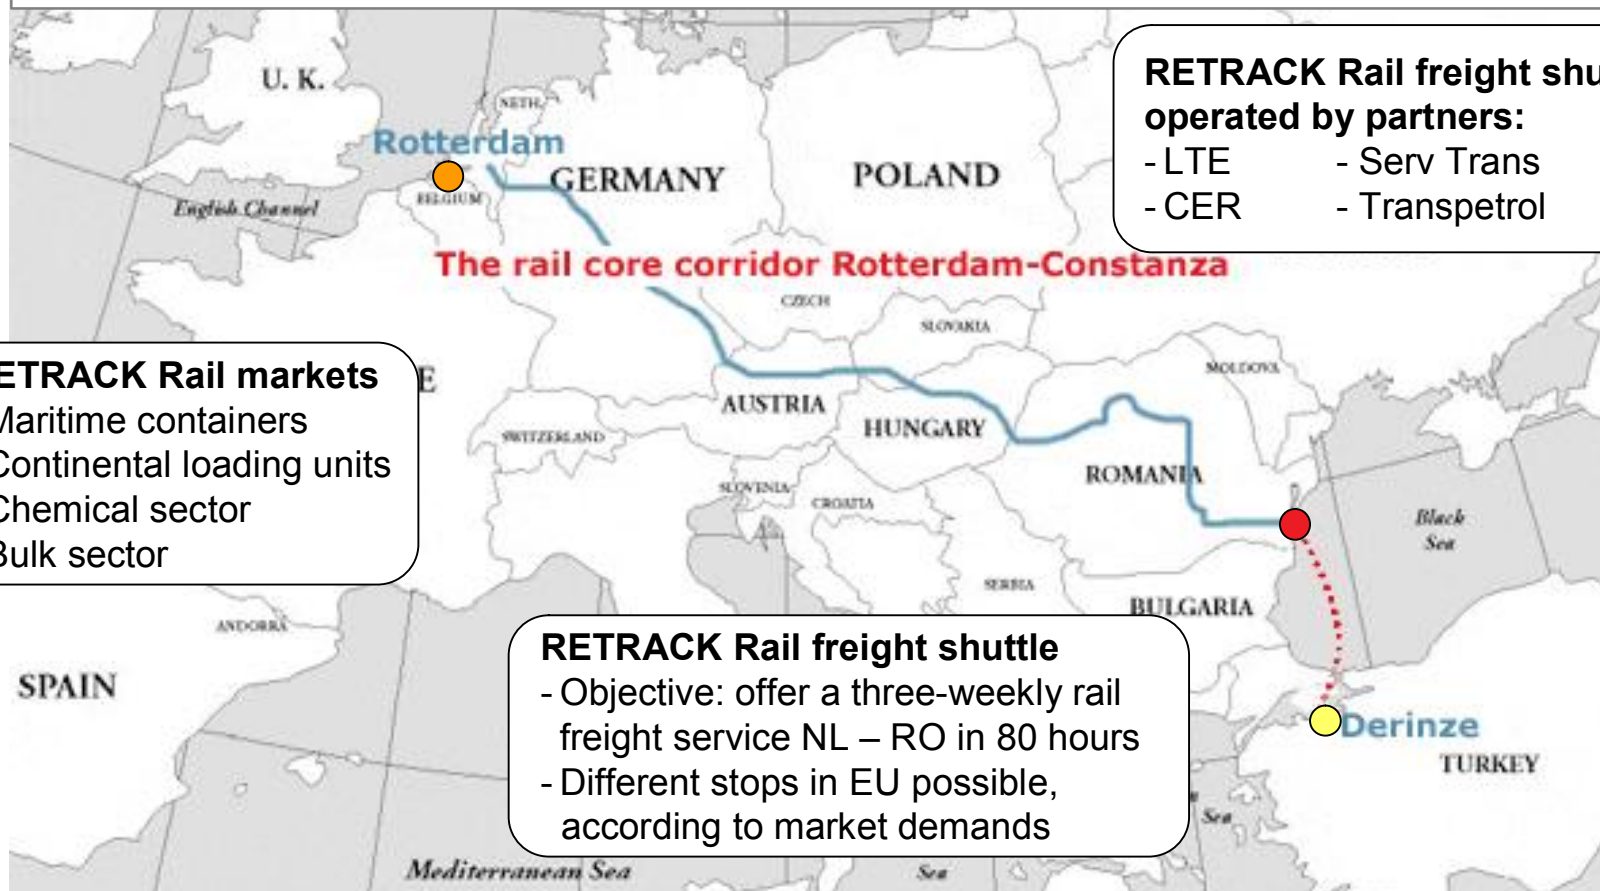 U. K.
NETH.
Rotterdam
GERMANY
POLAND
BELGIUM
English Channel
RETRACK Rail freight shu
operated by partners:
- LTE - Serv Trans
- CER - Transpetrol
The rail core corridor Rotterdam-Constanza
CZECH
SLOVAKIA
MOLDOVA
ETRACK Rail markets
Maritime containers
Continental loading units
Chemical sector
Bulk sector
E
AUSTRIA
HUNGARY
SWITZERLAND
ROMANIA
SLOVENIA
CROATIA
Black
Sea
SERBIA
BULGARIA
ANDORRA
SPAIN
RETRACK Rail freight shuttle
- Objective: offer a three-weekly rail
freight service NL – RO in 80 hours
- Different stops in EU possible,
according to market demands
Derinze
TURKEY
Sea
Mediterranean Sea
Sea